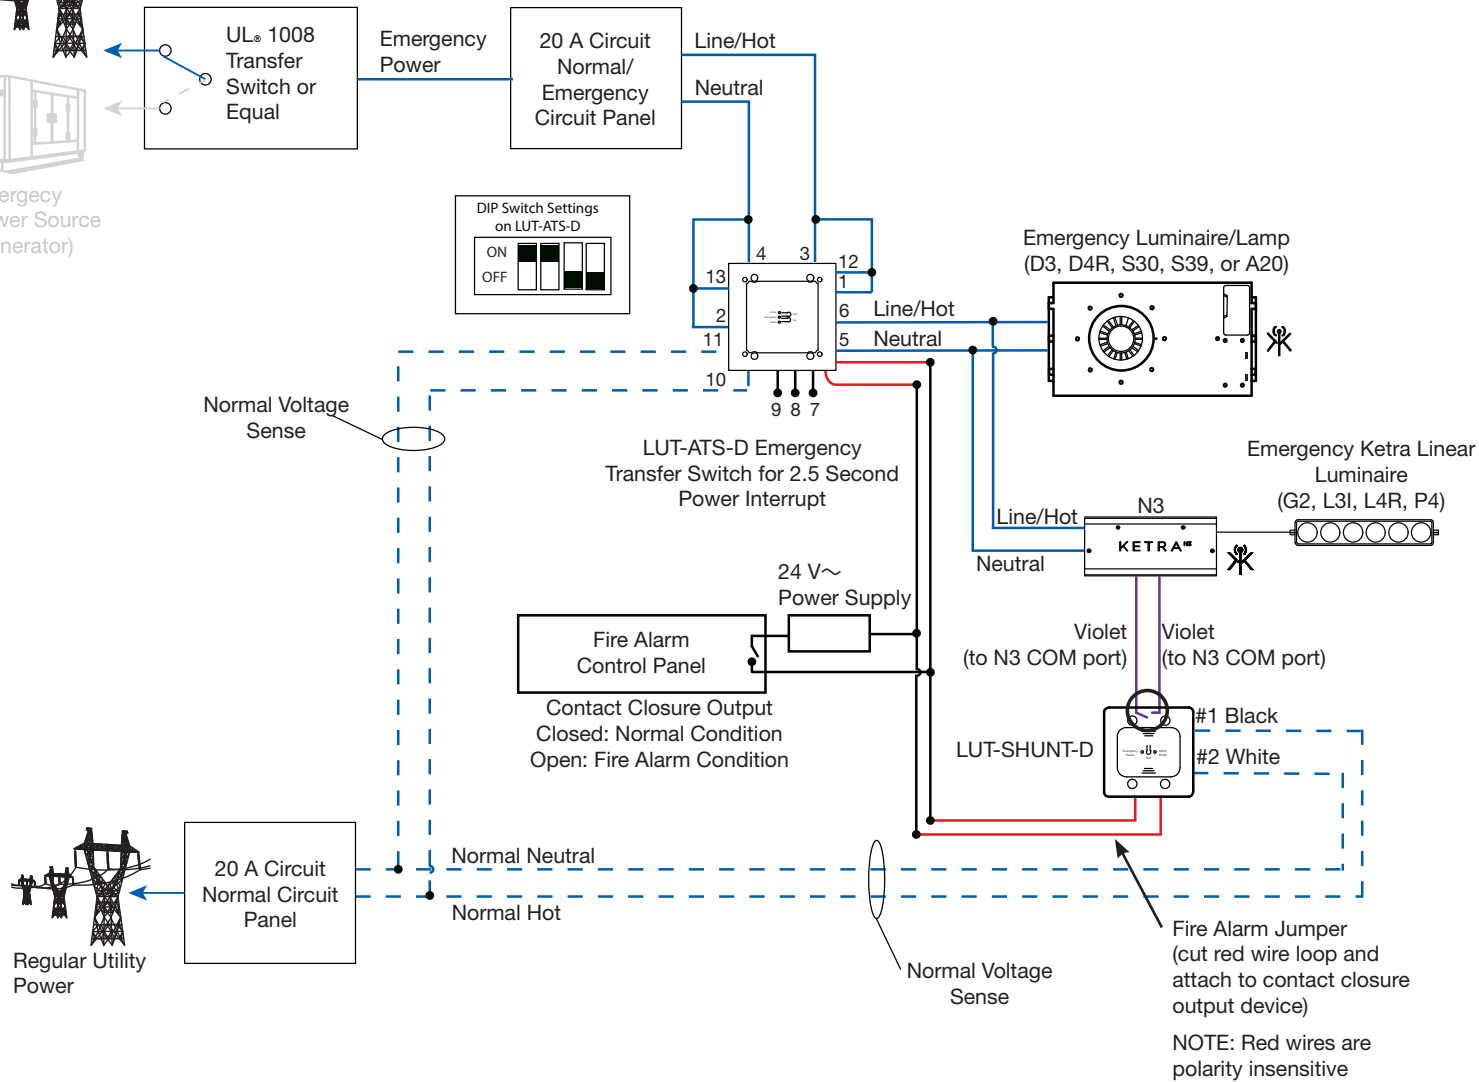 UL® 1008
Transfer
Switch or
Equal
Emergency
Power
20 A Circuit
Normal/
Emergency
Circuit Panel
Line/Hot
Neutral
ergecy
wer Source
nerator)
DIP Switch Settings
on LUT-ATS-D
ON
OFF
4
3
12
1
13
2
11
10
6
5
9 8 7
Line/Hot
Neutral
Emergency Luminaire/Lamp
(D3, D4R, S30, S39, or A20)
Normal Voltage
Sense
LUT-ATS-D Emergency
Transfer Switch for 2.5 Second
Power Interrupt
Emergency Ketra Linear
Luminaire
(G2, L3I, L4R, P4)
N3
Line/Hot
Neutral
KETRA N3
24 V~
Power Supply
Fire Alarm
Control Panel
Contact Closure Output
Closed: Normal Condition
Open: Fire Alarm Condition
Violet
(to N3 COM port)
Violet
(to N3 COM port)
LUT-SHUNT-D
#1 Black
#2 White
20 A Circuit
Normal Circuit
Panel
Normal Neutral
Normal Hot
Regular Utility
Power
Normal Voltage
Sense
Fire Alarm Jumper
(cut red wire loop and
attach to contact closure
output device)
NOTE: Red wires are
polarity insensitive